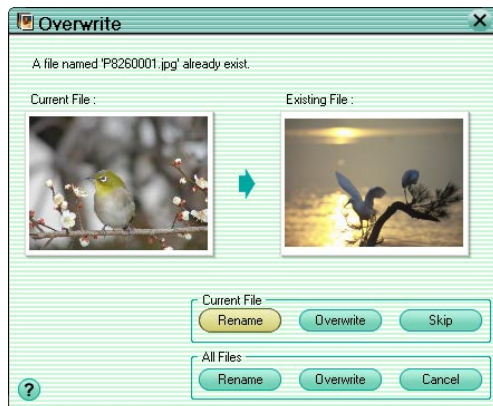 Overwrite
A file named 'P8260001.jpg' already exist.
Current File :
Existing File :
Current File
Rename
Overwrite
Skip
All Files
Rename
Overwrite
Cancel
?